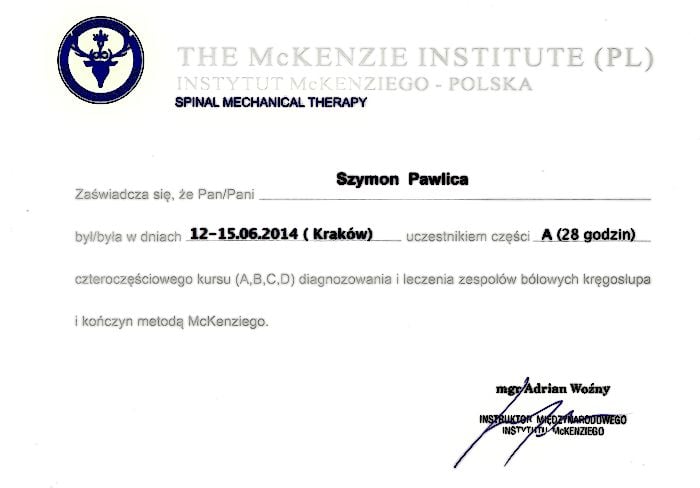 THE McKENZIE INSTITUTE (PL)
INSTYTUT McKENZIEGO - POLSKA
SPINAL MECHANICAL THERAPY
Szymon Pawlica
Zaświadcza się, że Pan/Pani
był/była w dniach 12-15.06.2014 ( Kraków) uczestnikiem części A (28 godzin)
czteroczęściowego kursu (A,B,C,D) diagnozowania i leczenia zespołów bólowych kręgosłupa
i kończyn metodą McKenziego.
mgr Adrian Woźny
INSTRUKTOR MIĘDZYNARODOWEGO
INSTYTUTU McKENZIEGO